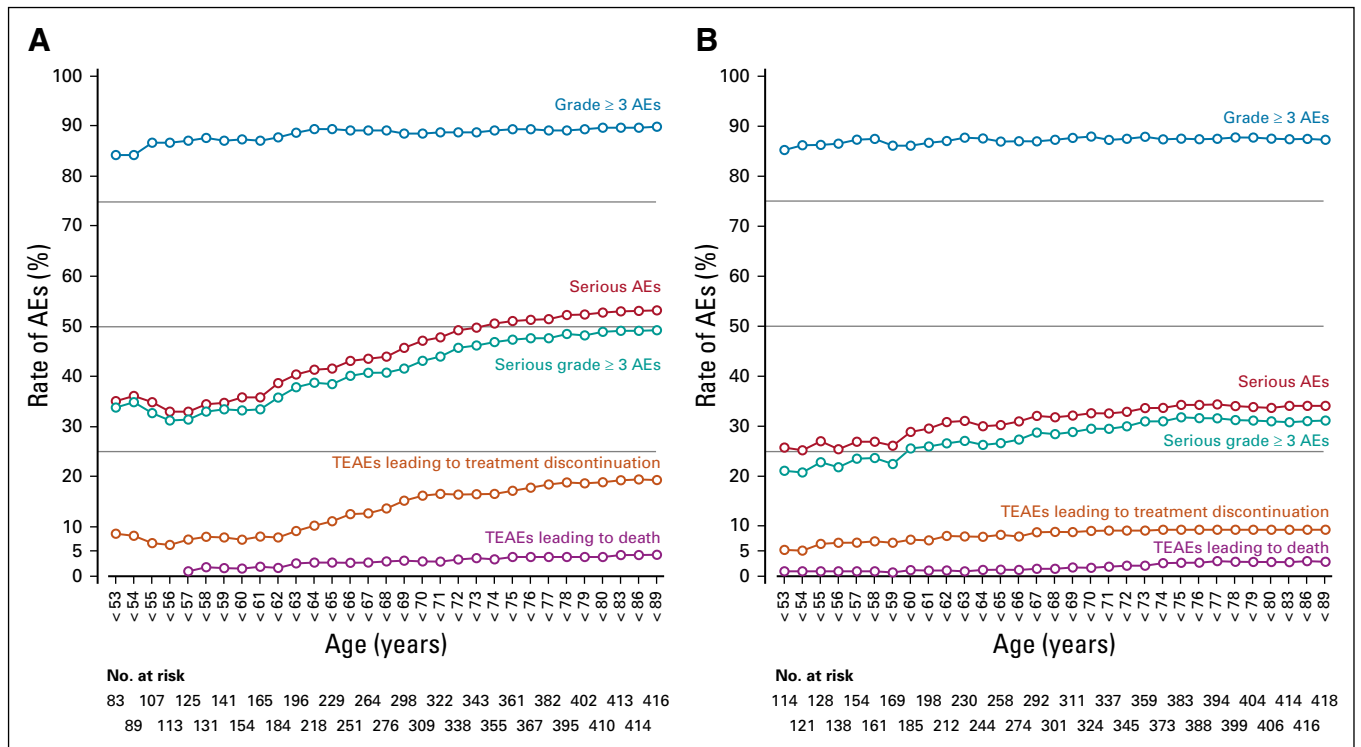 A
Rate of AEs (%)
100
90
80
70
60
50
40
30
20
10
5
0
Grade ≥ 3 AEs
Serious AEs
Serious grade ≥ 3 AEs
TEAEs leading to treatment discontinuation
TEAEs leading to death
< 53 < 54 < 55 < 56 < 57 < 58 < 59 < 60 < 61 < 62 < 63 < 64 < 65 < 66 < 67 < 68 < 69 < 70 < 71 < 72 < 73 < 74 < 75 < 76 < 77 < 78 < 79 < 80 < 83 < 86 < 89
Age (years)
No. at risk
83 107 125 141 165 196 229 264 298 322 343 361 382 402 413 416
89 113 131 154 184 218 251 276 309 338 355 367 395 410 414
B
Rate of AEs (%)
100
90
80
70
60
50
40
30
20
10
5
0
Grade ≥ 3 AEs
Serious AEs
Serious grade ≥ 3 AEs
TEAEs leading to treatment discontinuation
TEAEs leading to death
< 53 < 54 < 55 < 56 < 57 < 58 < 59 < 60 < 61 < 62 < 63 < 64 < 65 < 66 < 67 < 68 < 69 < 70 < 71 < 72 < 73 < 74 < 75 < 76 < 77 < 78 < 79 < 80 < 83 < 86 < 89
Age (years)
No. at risk
114 128 154 169 198 230 258 292 311 337 359 383 394 404 414 418
121 138 161 185 212 244 274 301 324 345 373 388 399 406 416